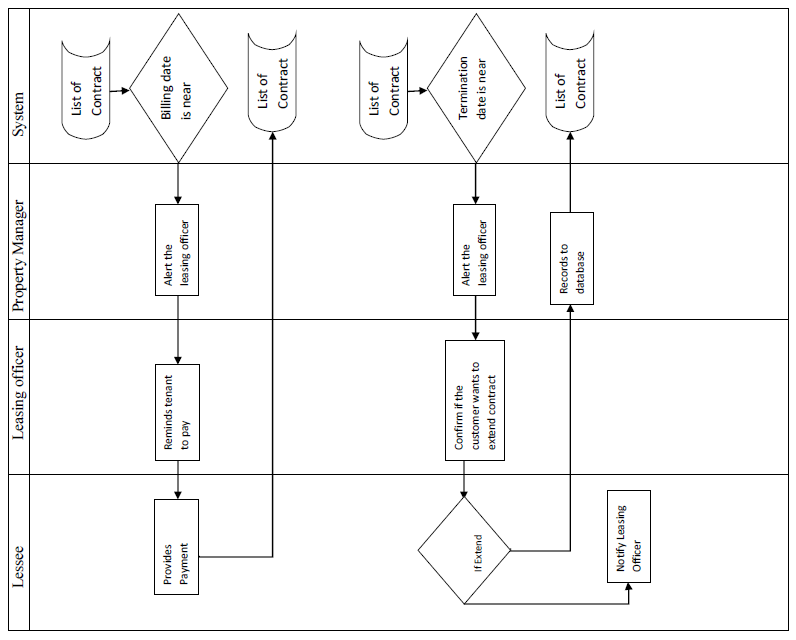 Lessee
Leasing officer
Property Manager
System
List of
Contract
Billing date
is near
Alert the
leasing officer
Reminds tenant
to pay
Provides
Payment
List of
Contract
List of
Contract
Termination
date is near
Alert the
leasing officer
Confirm if the
customer wants to
extend contract
If Extend
Records to
database
List of
Contract
Notify Leasing
Officer